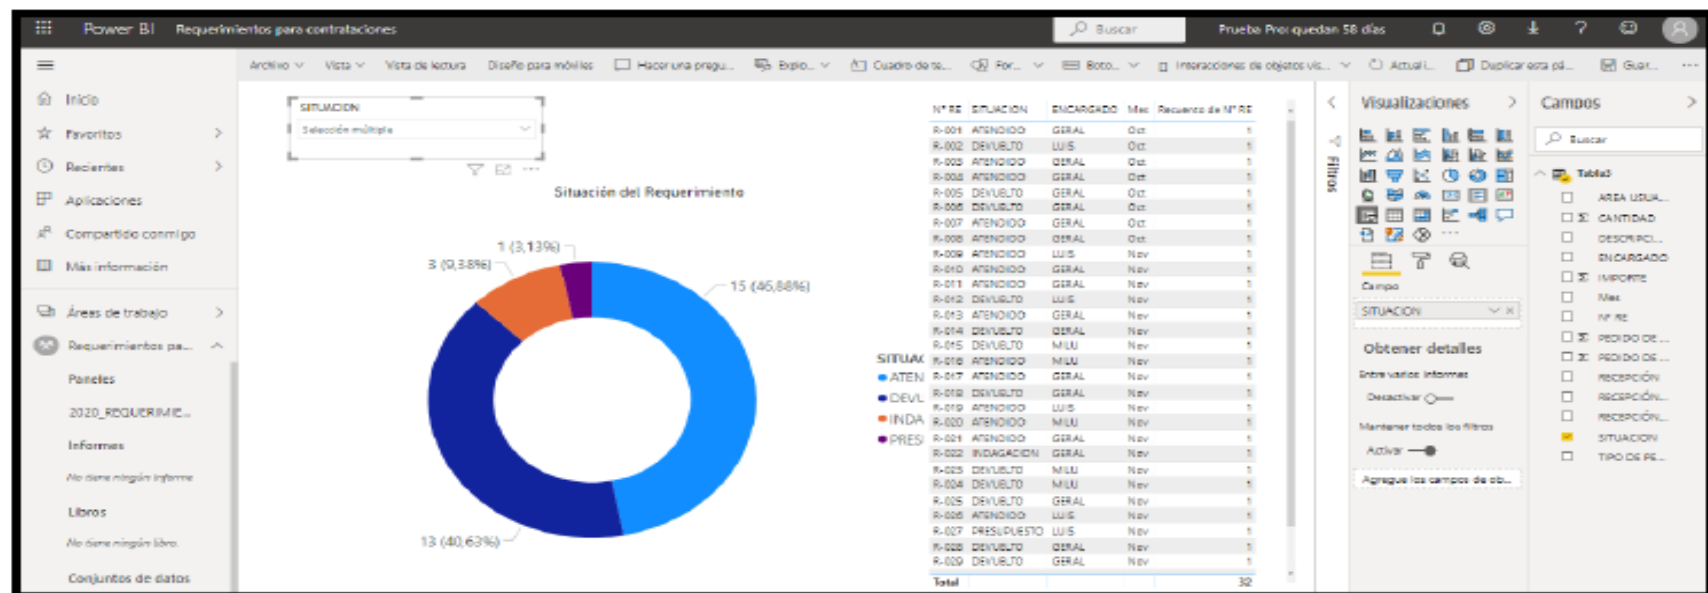 Power BI Requerimientos para contrataciones Buscar Prueba Pro: quedan 58 días ?
Archivo Vista Vista de lectura Diseño para móviles Hacer una pregu... Explo... Cuadro de te... For... Boto... Interacciones de objetos vis... Actuali... Duplicar esta pá... Guar... ...
Inicio
Favoritos
Recientes
Aplicaciones
Compartido conmigo
Más información
Áreas de trabajo
Requerimientos pa...
Paneles
2020_REQUERIMIE...
Informes
No tiene ningún informe
Libros
No tiene ningún libro.
Conjuntos de datos
SITUACION
Selección múltiple
Situación del Requerimiento
1 (3,13%)
3 (9,38%)
15 (46,88%)
13 (40,63%)
SITUAC
ATEN
DEVL
INDA
PRES
N° RE SITUACION ENCARGADO Mes Recuento de N° RE
R-001 ATENDIDO GERAL Oct 1
R-002 DEVUELTO LUIS Oct 1
R-003 ATENDIDO GERAL Oct 1
R-004 ATENDIDO GERAL Oct 1
R-005 DEVUELTO GERAL Oct 1
R-006 DEVUELTO GERAL Oct 1
R-007 ATENDIDO GERAL Oct 1
R-008 ATENDIDO GERAL Oct 1
R-009 ATENDIDO LUIS Nov 1
R-010 ATENDIDO GERAL Nov 1
R-011 ATENDIDO GERAL Nov 1
R-012 DEVUELTO LUIS Nov 1
R-013 ATENDIDO GERAL Nov 1
R-014 DEVUELTO GERAL Nov 1
R-015 DEVUELTO MILU Nov 1
R-016 ATENDIDO MILU Nov 1
R-017 ATENDIDO GERAL Nov 1
R-018 DEVUELTO GERAL Nov 1
R-019 ATENDIDO LUIS Nov 1
R-020 ATENDIDO MILU Nov 1
R-021 ATENDIDO GERAL Nov 1
R-022 INDAGACION GERAL Nov 1
R-023 DEVUELTO MILU Nov 1
R-024 DEVUELTO MILU Nov 1
R-025 DEVUELTO GERAL Nov 1
R-026 ATENDIDO LUIS Nov 1
R-027 PRESUPUESTO LUIS Nov 1
R-028 DEVUELTO GERAL Nov 1
R-029 DEVUELTO GERAL Nov 1
Total 32
Filtros
Visualizaciones
Campo
SITUACION
Obtener detalles
Entre varios informes
Desactivar
Mantener todos los filtros
Activar
Agregue los campos de ob...
Campos
Buscar
Tabla3
AREA USUA...
Σ CANTIDAD
DESCRIPCI...
ENCARGADO
Σ IMPORTE
Mes
N° RE
Σ PEDIDO DE ...
Σ PEDIDO DE ...
RECEPCIÓN
RECEPCIÓN...
RECEPCIÓN...
SITUACION
TIPO DE PE...